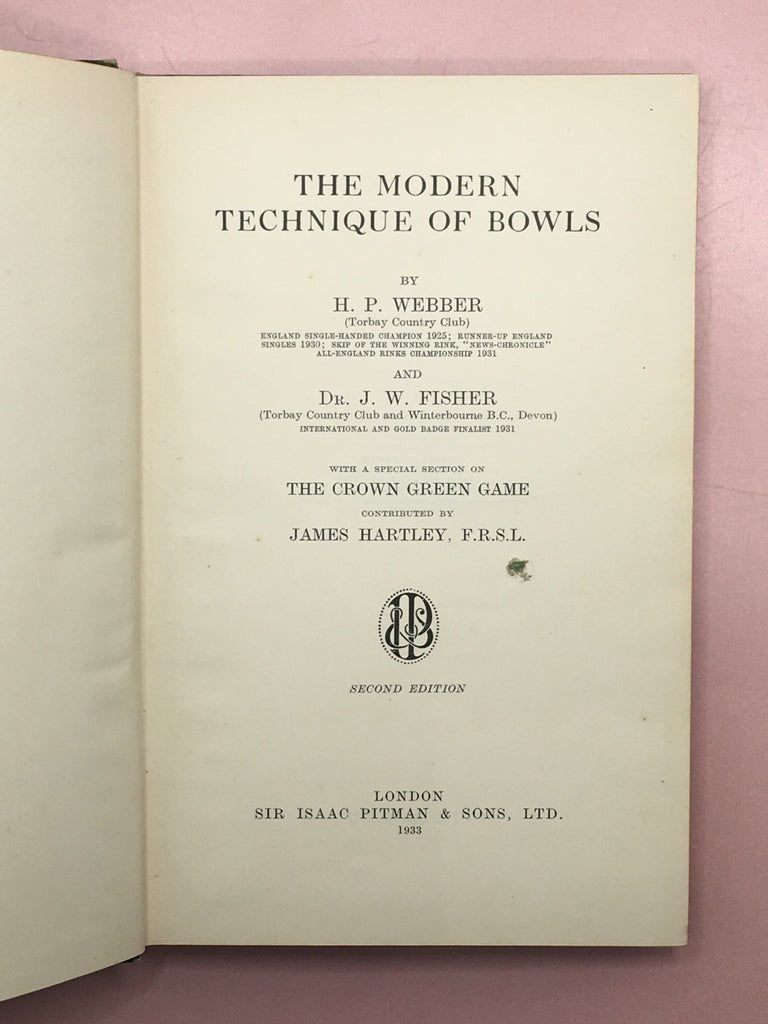 THE MODERN
TECHNIQUE OF BOWLS
BY
H. P. WEBBER
(Torbay Country Club)
ENGLAND SINGLE-HANDED CHAMPION 1925; RUNNER-UP ENGLAND
SINGLES 1930; SKIP OF THE WINNING RINK, "NEWS-CHRONICLE"
ALL-ENGLAND RINKS CHAMPIONSHIP 1931
AND
DR. J. W. FISHER
(Torbay Country Club and Winterbourne B.C., Devon)
INTERNATIONAL AND GOLD BADGE FINALIST 1931
WITH A SPECIAL SECTION ON
THE CROWN GREEN GAME
CONTRIBUTED BY
JAMES HARTLEY, F.R.S.L.
SECOND EDITION
LONDON
SIR ISAAC PITMAN & SONS, LTD.
1933